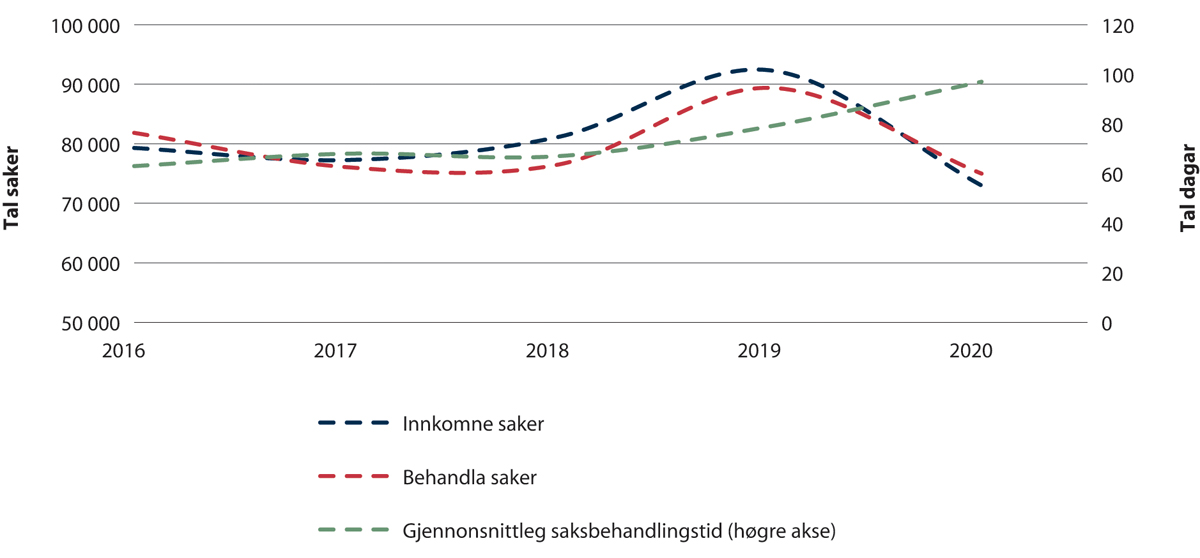 Tal saker
100 000
90 000
80 000
70 000
60 000
50 000
120
100
80
60
40
20
0
Tal dagar
2016 2017 2018 2019 2020
Innkomne saker
Behandla saker
Gjennonsnittleg saksbehandlingstid (høgre akse)